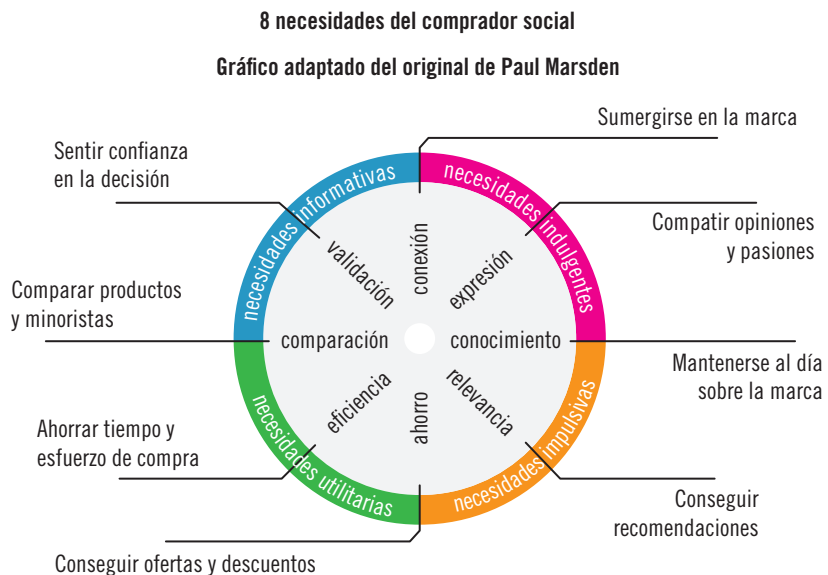 8 necesidades del comprador social
Gráfico adaptado del original de Paul Marsden
Sumergirse en la marca
Sentir confianza
en la decisión
Compatir opiniones
y pasiones
Comparar productos
y minoristas
Mantenerse al día
sobre la marca
Ahorrar tiempo y
esfuerzo de compra
Conseguir
recomendaciones
Conseguir ofertas y descuentos
necesidades informativas
necesidades indulgentes
necesidades impulsivas
necesidades utilitarias
conexión
expresión
conocimiento
relevancia
ahorro
eficiencia
comparación
validación